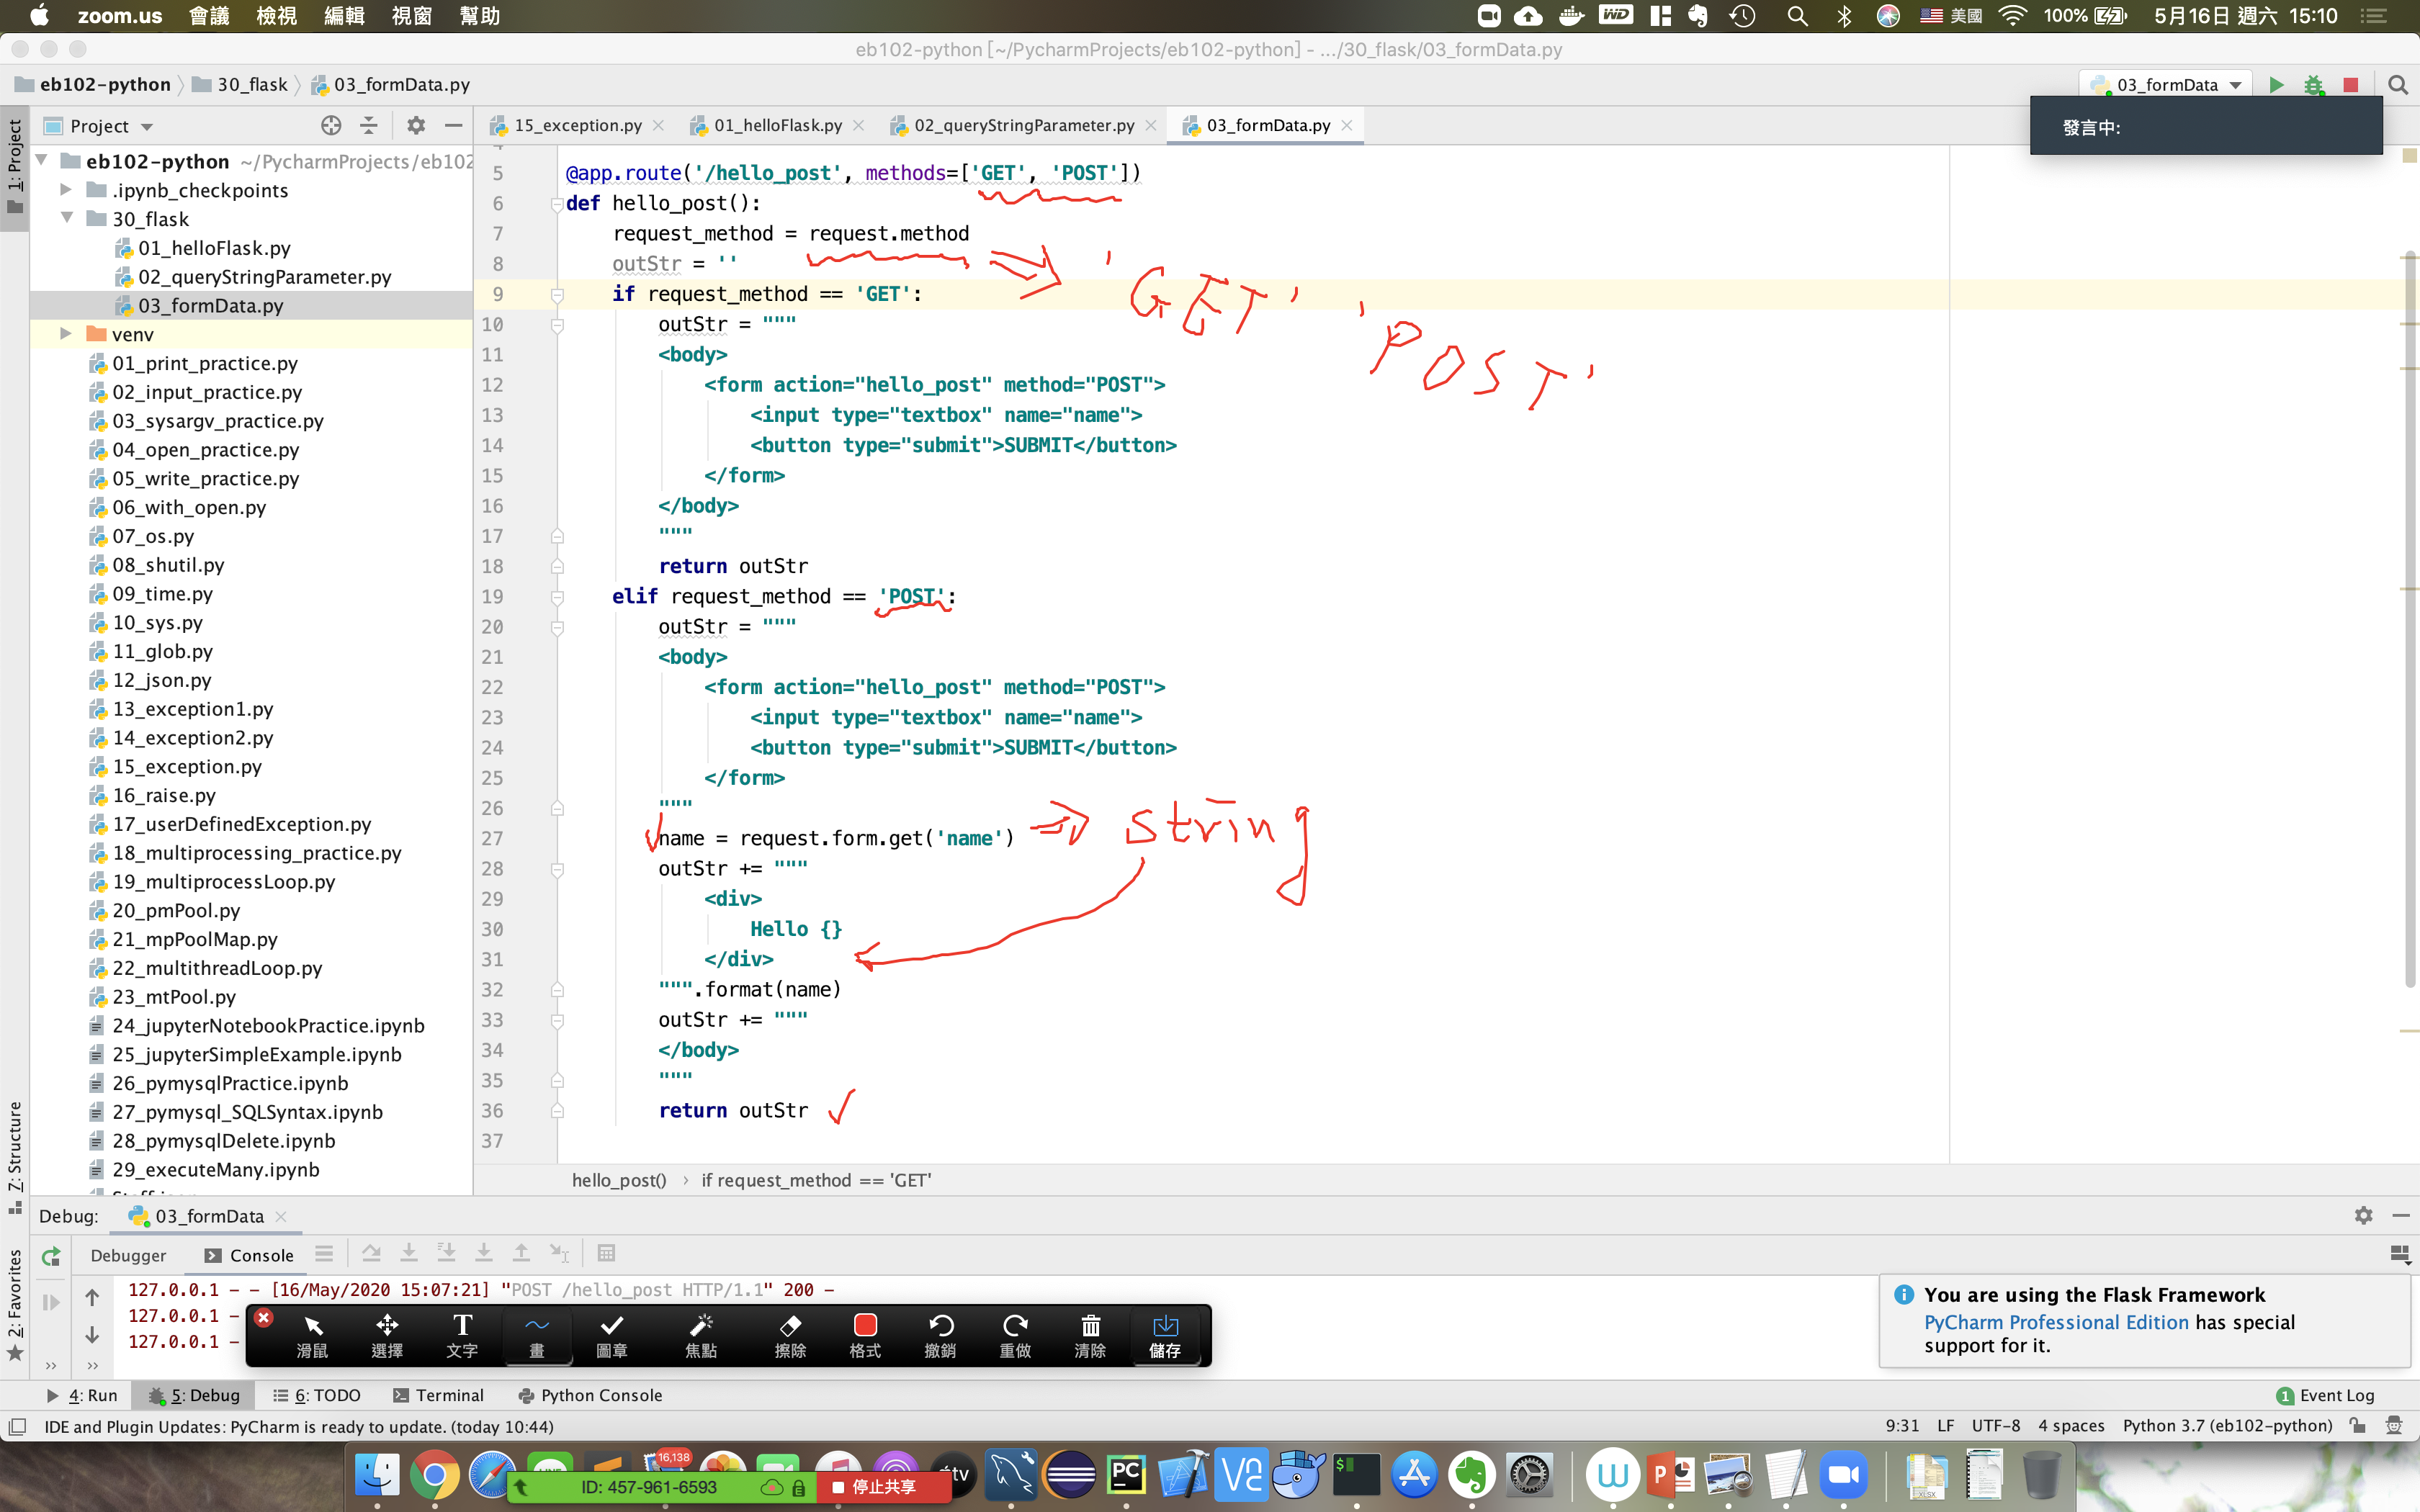 zoom.us 會議 檢視 編輯 視窗 幫助 美國 100% 5月16日 週六 15:10
eb102-python [~/PycharmProjects/eb102-python] - .../30_flask/03_formData.py
eb102-python 30_flask 03_formData.py 03_formData
發言中:
Project 15_exception.py 01_helloFlask.py 02_queryStringParameter.py 03_formData.py
1: Project
eb102-python ~/PycharmProjects/eb102
.ipynb_checkpoints
30_flask
01_helloFlask.py
02_queryStringParameter.py
03_formData.py
venv
01_print_practice.py
02_input_practice.py
03_sysargv_practice.py
04_open_practice.py
05_write_practice.py
06_with_open.py
07_os.py
08_shutil.py
09_time.py
10_sys.py
11_glob.py
12_json.py
13_exception1.py
14_exception2.py
15_exception.py
16_raise.py
17_userDefinedException.py
18_multiprocessing_practice.py
19_multiprocessLoop.py
20_pmPool.py
21_mpPoolMap.py
22_multithreadLoop.py
23_mtPool.py
24_jupyterNotebookPractice.ipynb
25_jupyterSimpleExample.ipynb
26_pymysqlPractice.ipynb
27_pymysql_SQLSyntax.ipynb
28_pymysqlDelete.ipynb
29_executeMany.ipynb
5 @app.route('/hello_post', methods=['GET', 'POST'])
6 def hello_post():
7 request_method = request.method
8 outStr = ''
9 if request_method == 'GET':
10 outStr = """
11 <body>
12 <form action="hello_post" method="POST">
13 <input type="textbox" name="name">
14 <button type="submit">SUBMIT</button>
15 </form>
16 </body>
17 """
18 return outStr
19 elif request_method == 'POST':
20 outStr = """
21 <body>
22 <form action="hello_post" method="POST">
23 <input type="textbox" name="name">
24 <button type="submit">SUBMIT</button>
25 </form>
26 """
27 name = request.form.get('name')
28 outStr += """
29 <div>
30 Hello {}
31 </div>
32 """.format(name)
33 outStr += """
34 </body>
35 """
36 return outStr
37
'GET' 'POST'
string
hello_post() › if request_method == 'GET'
Z: Structure
2: Favorites
Debug: 03_formData
Debugger Console
127.0.0.1 - - [16/May/2020 15:07:21] "POST /hello_post HTTP/1.1" 200 -
127.0.0.1 -
127.0.0.1 -
滑鼠 選擇 文字 畫 圖章 焦點 擦除 格式 撤銷 重做 清除 儲存
You are using the Flask Framework
PyCharm Professional Edition has special
support for it.
4: Run 5: Debug 6: TODO Terminal Python Console 1 Event Log
IDE and Plugin Updates: PyCharm is ready to update. (today 10:44) 9:31 LF UTF-8 4 spaces Python 3.7 (eb102-python)
16,138
PC
tv
ID: 457-961-6593 停止共享
XLSX